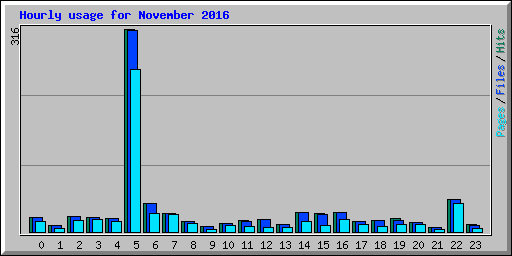 Hourly usage for November 2016
316
Pages/Files/Hits
0 1 2 3 4 5 6 7 8 9 10 11 12 13 14 15 16 17 18 19 20 21 22 23